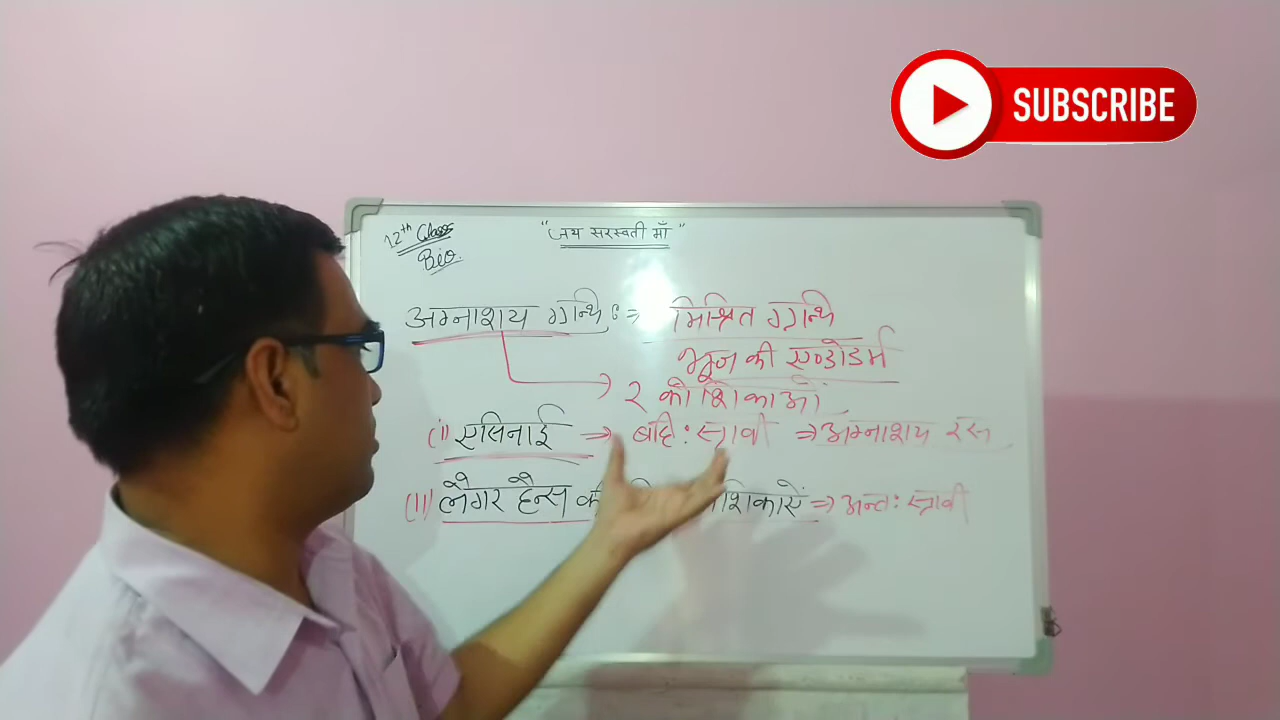 SUBSCRIBE
12th Class
Bio.
"जय सरस्वती माँ"
अग्नाशय ग्रन्थि :⇒ मिश्रित ग्रन्थि
भ्रूण की एण्डोडर्म
२ कोशिकाओं
(i) एसिनाई ⇒ बहि: स्त्रावी ⇒ अग्नाशय रस
(II) लैंगर हैन्स की ⇒ अन्त: स्त्रावी